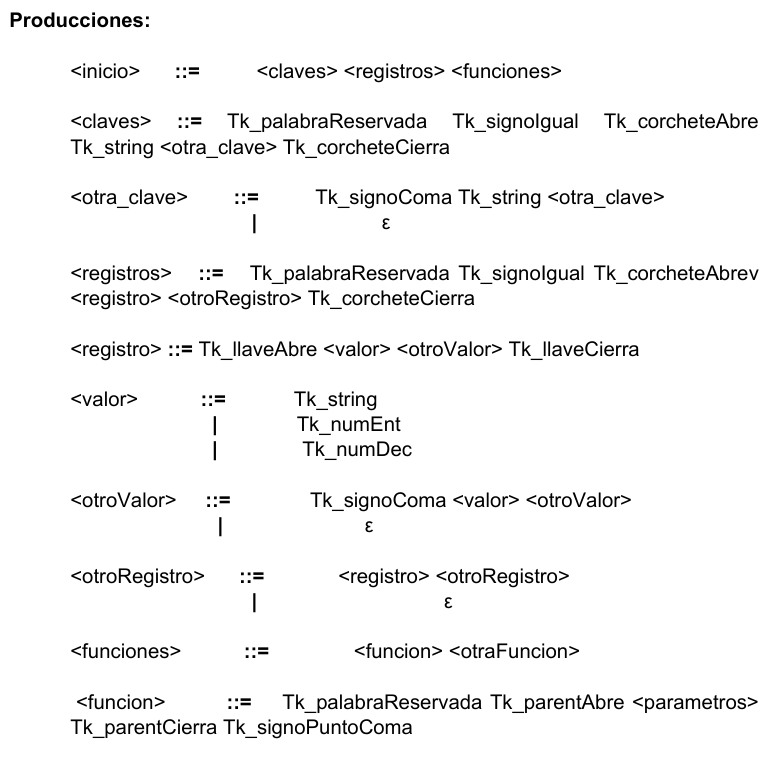 Producciones:
<inicio> ::= <claves> <registros> <funciones>
<claves> ::= Tk_palabraReservada Tk_signoIgual Tk_corcheteAbre
Tk_string <otra_clave> Tk_corcheteCierra
<otra_clave> ::= Tk_signoComa Tk_string <otra_clave>
| ε
<registros> ::= Tk_palabraReservada Tk_signoIgual Tk_corcheteAbrev
<registro> <otroRegistro> Tk_corcheteCierra
<registro> ::= Tk_llaveAbre <valor> <otroValor> Tk_llaveCierra
<valor> ::= Tk_string
| Tk_numEnt
| Tk_numDec
<otroValor> ::= Tk_signoComa <valor> <otroValor>
| ε
<otroRegistro> ::= <registro> <otroRegistro>
| ε
<funciones> ::= <funcion> <otraFuncion>
<funcion> ::= Tk_palabraReservada Tk_parentAbre <parametros>
Tk_parentCierra Tk_signoPuntoComa